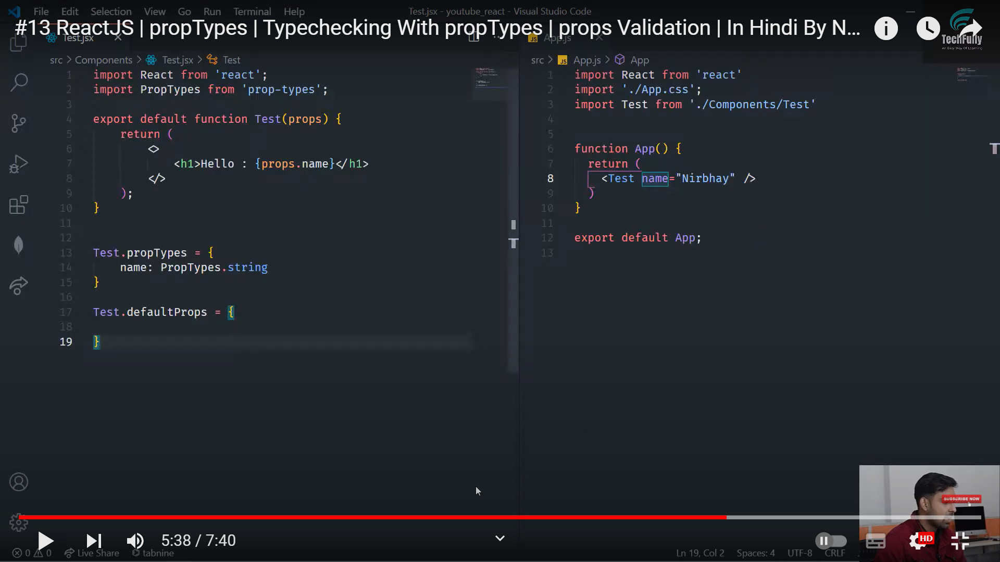 File Edit Selection View Go Run Terminal Help
Test.jsx - youtube_react - Visual Studio Code
#13 ReactJS | propTypes | Typechecking With propTypes | props Validation | In Hindi By N...
TechFully
An Easy Way Of Learning
Test.jsx
JS App.js
src > Components > Test.jsx > Test
1 import React from 'react';
2 import PropTypes from 'prop-types';
3
4 export default function Test(props) {
5 return (
6 <>
7 <h1>Hello : {props.name}</h1>
8 </>
9 );
10 }
11
12
13 Test.propTypes = {
14 name: PropTypes.string
15 }
16
17 Test.defaultProps = {
18
19 }
src > JS App.js > App
1 import React from 'react'
2 import './App.css';
3 import Test from './Components/Test'
4
5
6 function App() {
7 return (
8 <Test name="Nirbhay" />
9 )
10 }
11
12 export default App;
13
SUBSCRIBE NOW
5:38 / 7:40
HD
0 0 Live Share tabnine
Ln 19, Col 2 Spaces: 4 UTF-8 CRLF